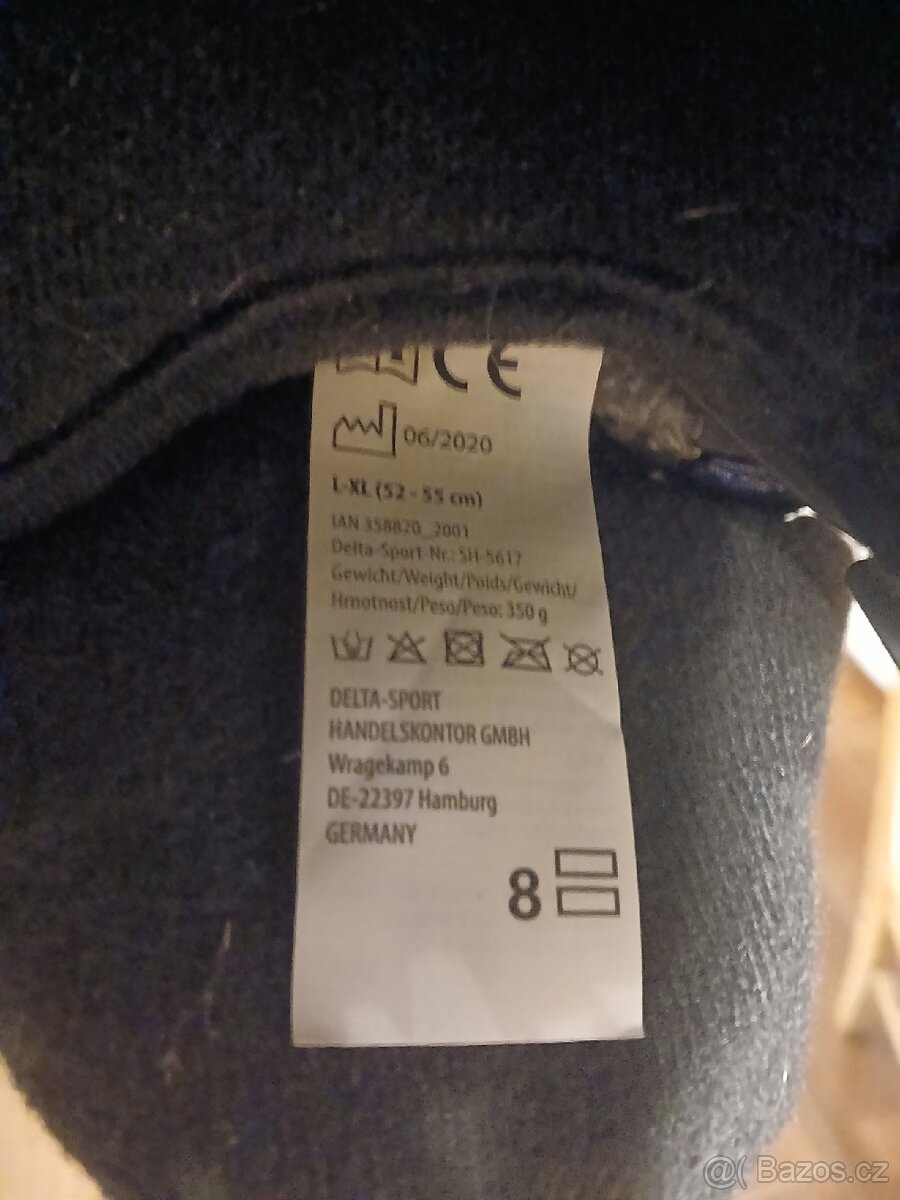 CE
06/2020
L-XL (52 - 55 cm)
IAN 358820_2001
Delta-Sport-Nr.: SH-5617
Gewicht/Weight/Poids/Gewicht/
Hmotnost/Peso/Peso: 350 g
DELTA-SPORT
HANDELSKONTOR GMBH
Wragekamp 6
DE-22397 Hamburg
GERMANY
8
@( Bazos.cz